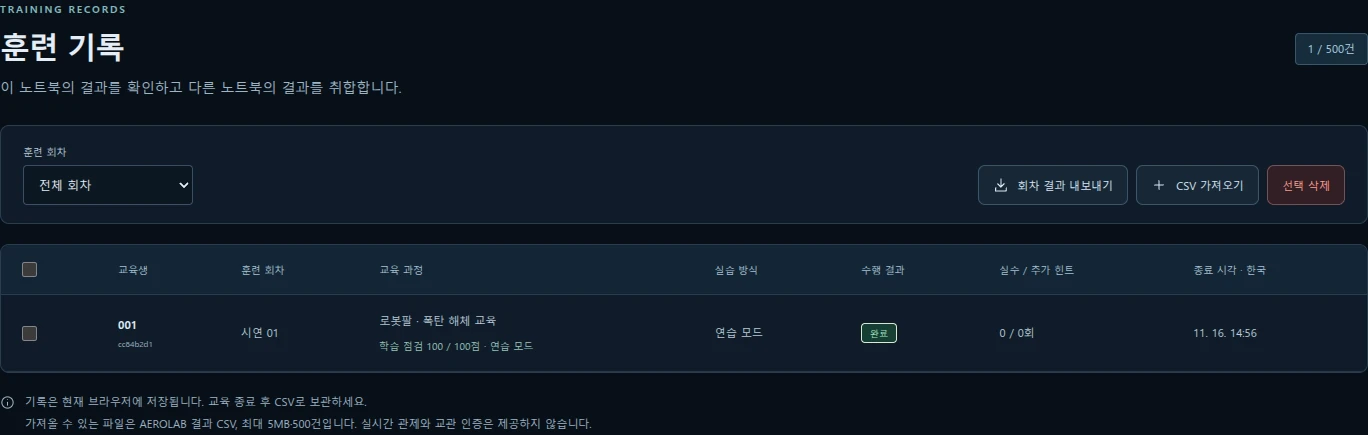 TRAINING RECORDS
훈련 기록
1 / 500건
이 노트북의 결과를 확인하고 다른 노트북의 결과를 취합합니다.
훈련 회차
전체 회차
회차 결과 내보내기
CSV 가져오기
선택 삭제
교육생 훈련 회차 교육 과정 실습 방식 수행 결과 실수 / 추가 힌트 종료 시각 · 한국
001 시연 01 로봇팔 · 폭탄 해체 교육 연습 모드 완료 0 / 0회 11. 16. 14:56
cc84b2d1 학습 점검 100 / 100점 · 연습 모드
기록은 현재 브라우저에 저장됩니다. 교육 종료 후 CSV로 보관하세요.
가져올 수 있는 파일은 AEROLAB 결과 CSV, 최대 5MB·500건입니다. 실시간 관제와 교관 인증은 제공하지 않습니다.